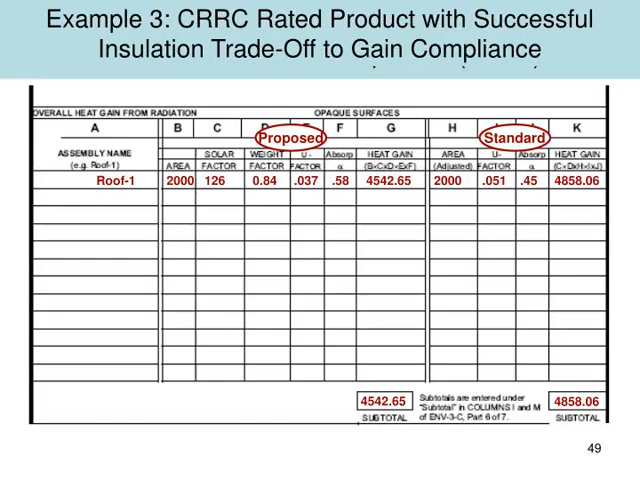 Example 3: CRRC Rated Product with Successful
Insulation Trade-Off to Gain Compliance
OVERALL HEAT GAIN FROM RADIATION OPAQUE SURFACES
A B C D F G H K
Proposed Standard
ASSEMBLY NAME SOLAR WEIGHT U- Absorp HEAT GAIN AREA U- Absorp HEAT GAIN
(e.g. Roof-1) AREA FACTOR FACTOR FACTOR α (B×C×D×E×F) (Adjusted) FACTOR α (C×D×H×I×J)
Roof-1 2000 126 0.84 .037 .58 4542.65 2000 .051 .45 4858.06
4542.65 4858.06
SUBTOTAL SUBTOTAL
Subtotals are entered under
"Subtotal" in COLUMNS I and M
of ENV-3-C, Part 6 of 7.
49